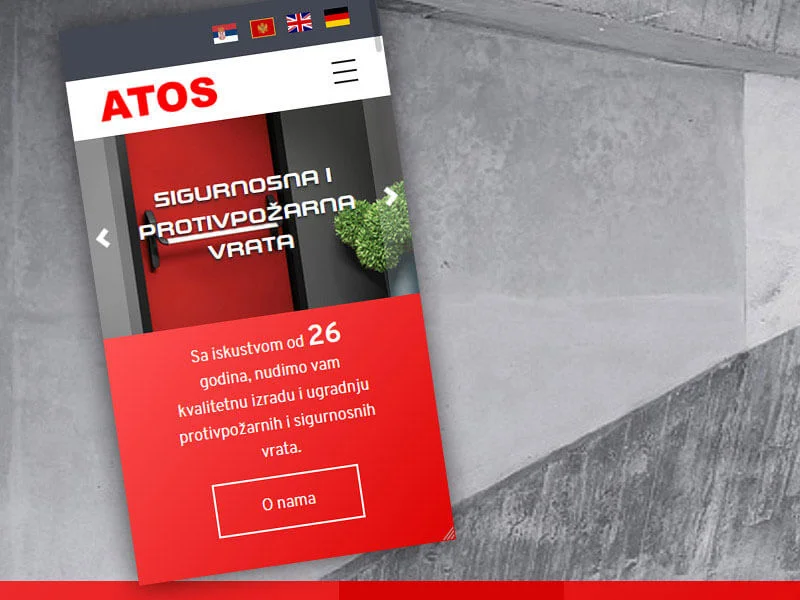 ATOS
SIGURNOSNA I
PROTIVPOŽARNA
VRATA
Sa iskustvom od 26
godina, nudimo vam
kvalitetnu izradu i ugradnju
protivpožarnih i sigurnosnih
vrata.
O nama